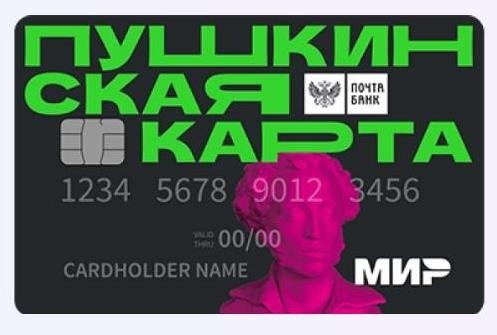 ПУШКИН
СКАЯ
ПОЧТА
БАНК
КАРТА
1234 5678 9012 3456
VALID
THRU 00/00
CARDHOLDER NAME
МИР